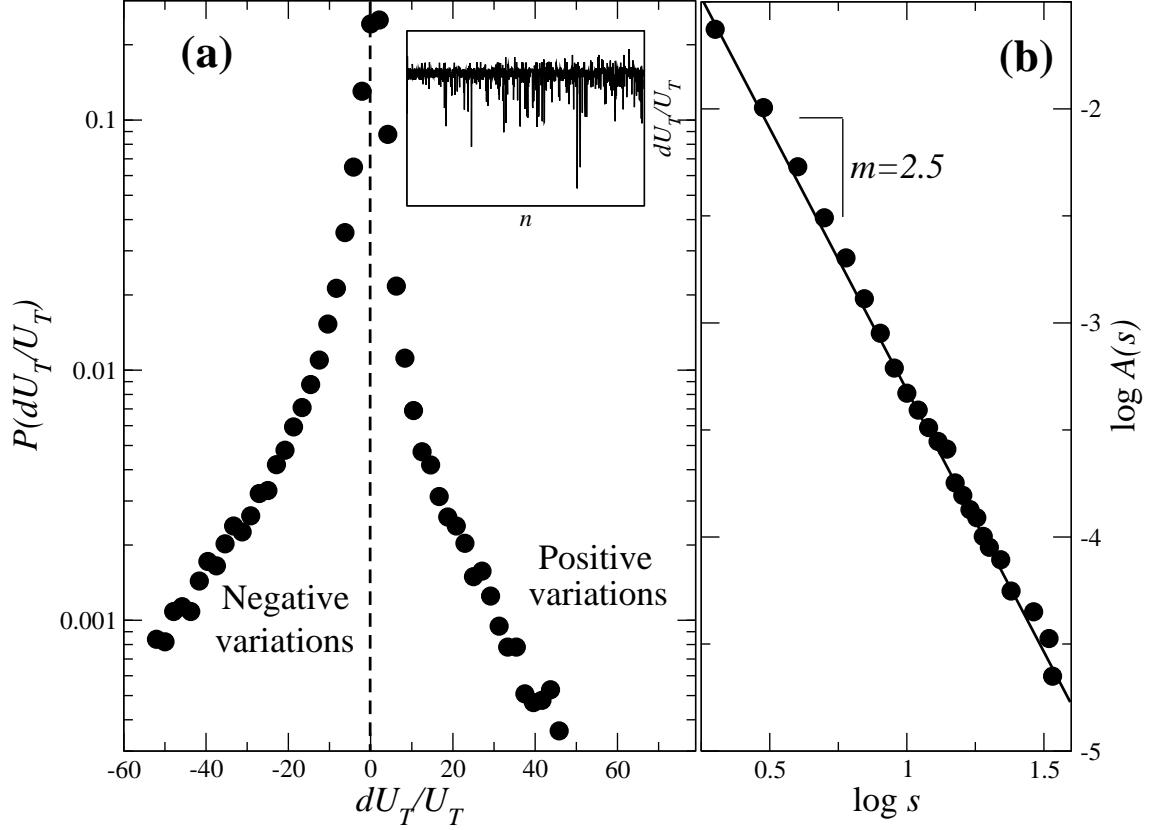 (a)
0.1
0.01
0.001
P(dU_T/U_T)
-60
-40
-20
0
20
40
60
dU_T/U_T
Negative
variations
Positive
variations
n
dU_T/U_T
(b)
m=2.5
0.5
1
1.5
log s
-2
-3
-4
-5
log A(s)